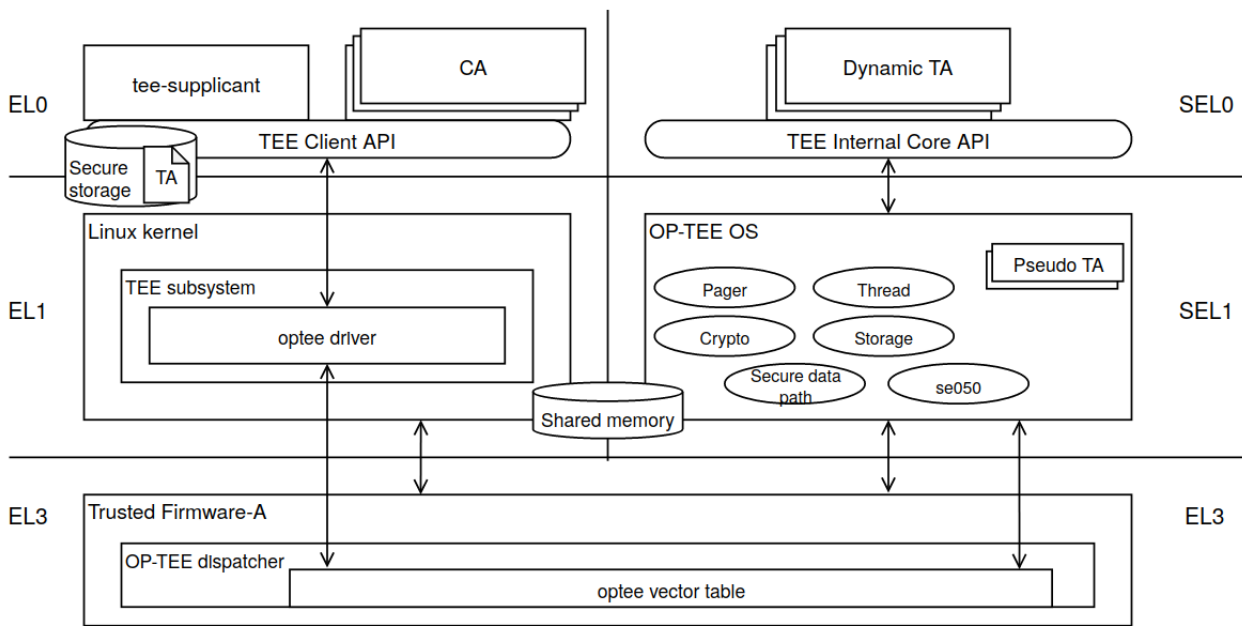 tee-supplicant
CA
Dynamic TA
EL0
SEL0
TEE Client API
TEE Internal Core API
Secure
storage
TA
Linux kernel
OP-TEE OS
Pseudo TA
TEE subsystem
Pager
Thread
EL1
SEL1
optee driver
Crypto
Storage
Secure data
path
se050
Shared memory
EL3
Trusted Firmware-A
EL3
OP-TEE dispatcher
optee vector table